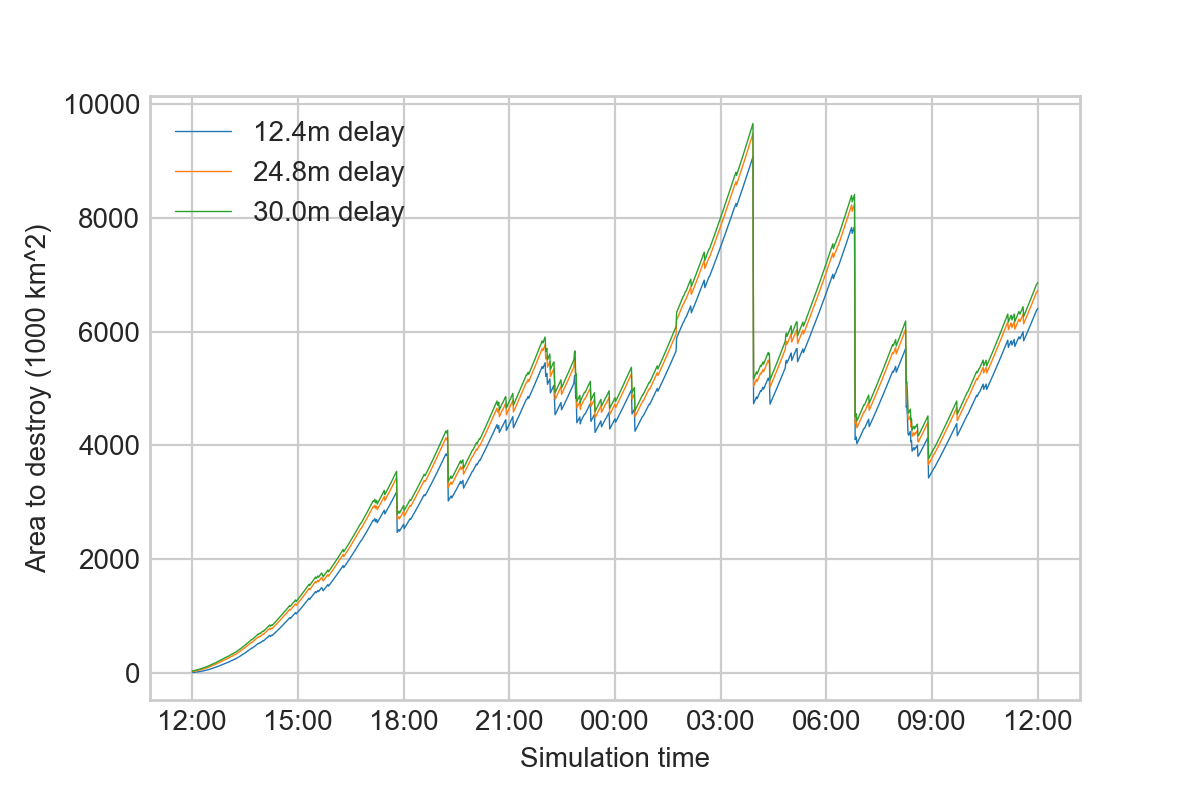 10000
8000
6000
4000
2000
0
Area to destroy (1000 km^2)
12.4m delay
24.8m delay
30.0m delay
12:00 15:00 18:00 21:00 00:00 03:00 06:00 09:00 12:00
Simulation time